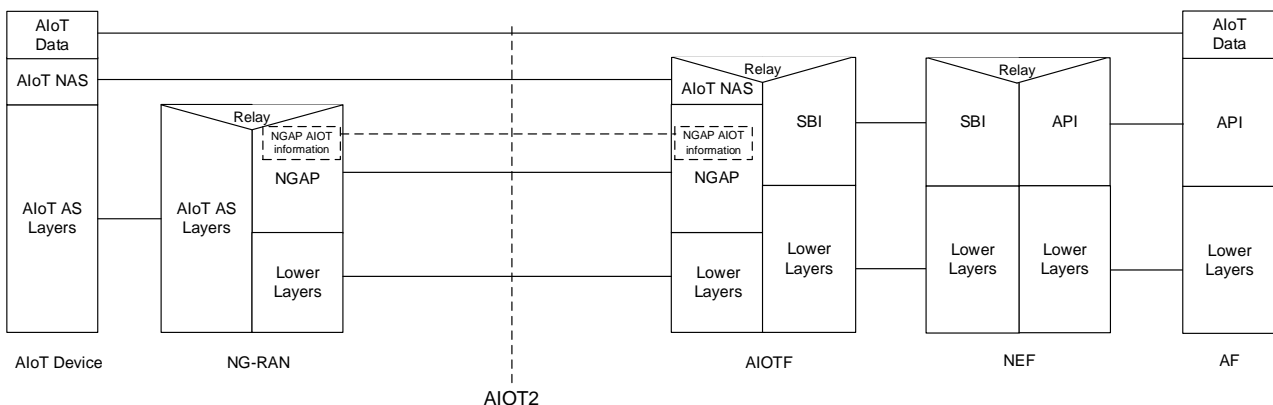 AIoT
Data
AIoT NAS
AIoT AS
Layers
AIoT Device
Relay
AIoT AS
Layers
NGAP AIOT
information
NGAP
Lower
Layers
NG-RAN
AIOT2
Relay
AIoT NAS
NGAP AIOT
information
NGAP
Lower
Layers
SBI
Lower
Layers
AIOTF
Relay
SBI
API
Lower
Layers
Lower
Layers
NEF
AIoT
Data
API
Lower
Layers
AF